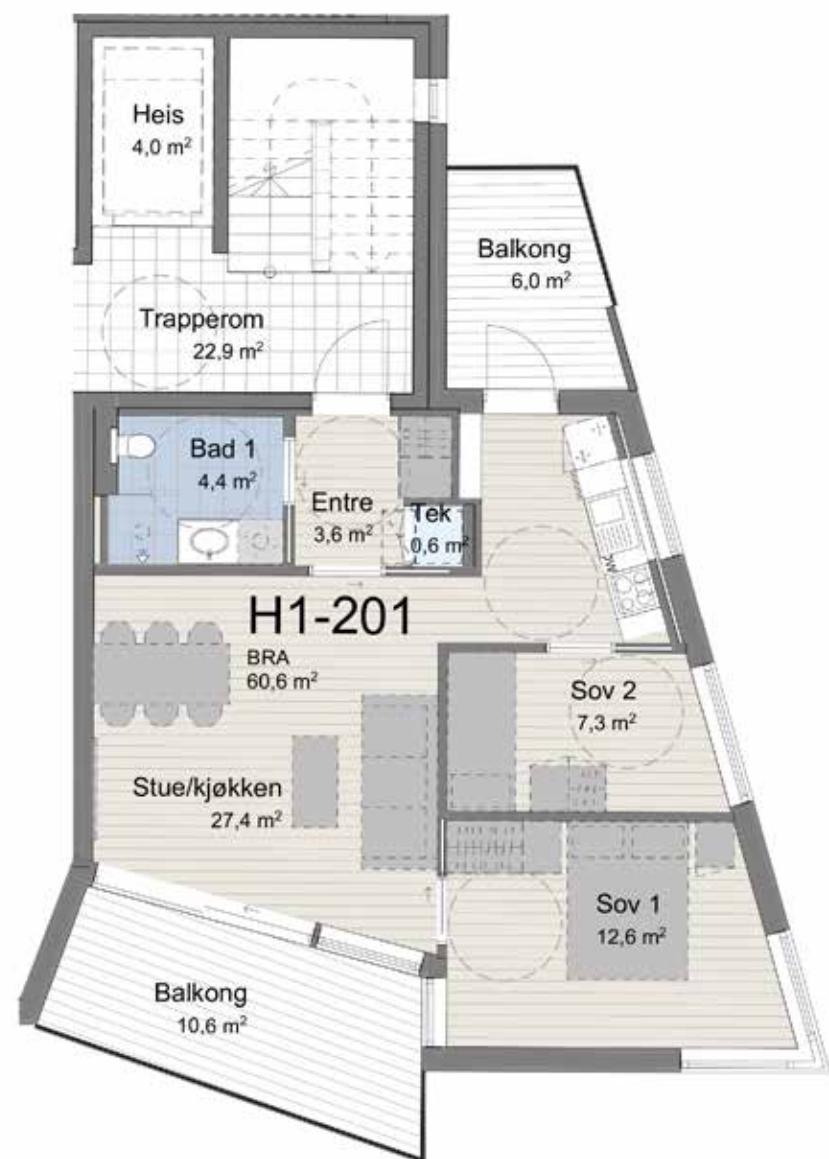 Heis
4,0 m²
Balkong
6,0 m²
Trapperom
22,9 m²
Bad 1
4,4 m²
Entre
3,6 m²
Tek
0,6 m²
H1-201
BRA
60,6 m²
Sov 2
7,3 m²
Stue/kjøkken
27,4 m²
Sov 1
12,6 m²
Balkong
10,6 m²